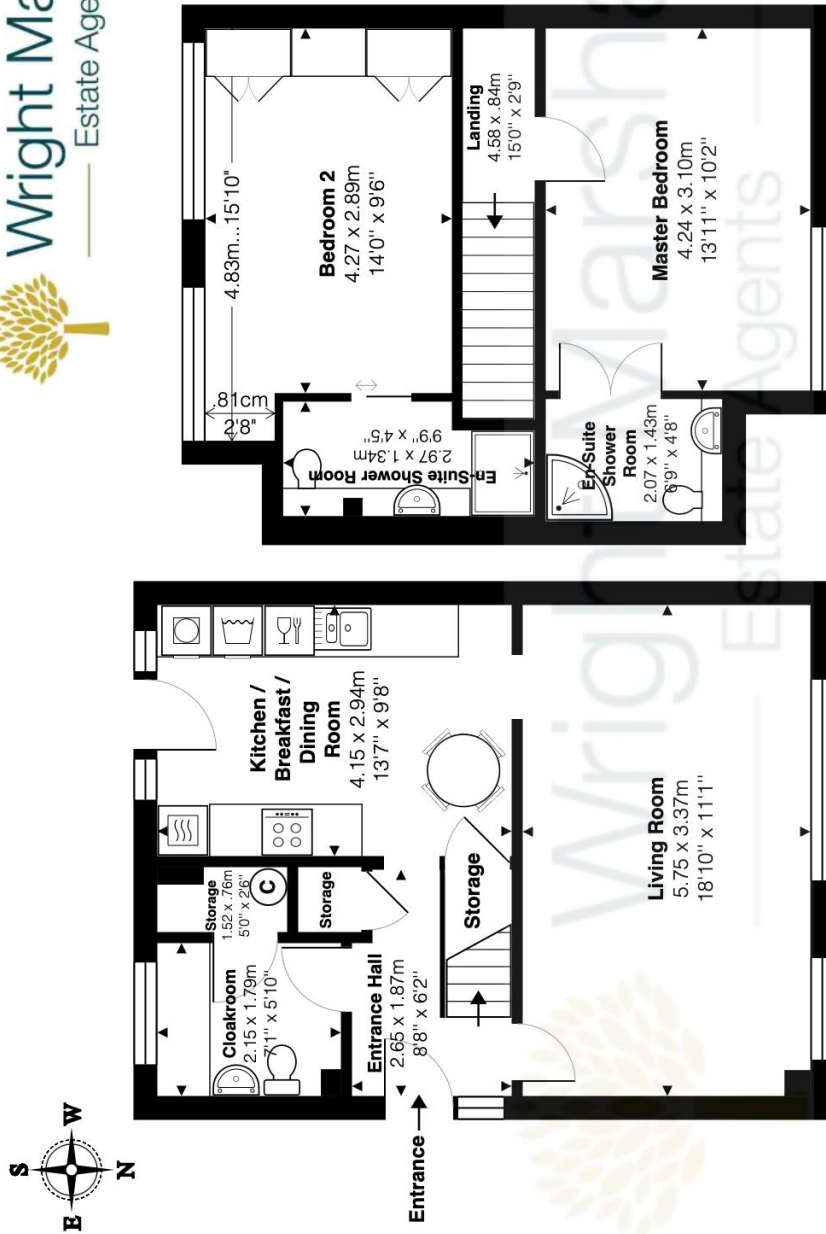 Wright Ma
Estate Age
S
E
W
N
4.83m...15'10"
.81cm
2'8"
Bedroom 2
4.27 x 2.89m
14'0" x 9'6"
Landing
4.58 x .84m
15'0" x 2'9"
En-Suite Shower Room
2.97 x 1.34m
9'9" x 4'5"
En-Suite
Shower
Room
2.07 x 1.43m
6'9" x 4'8"
Master Bedroom
4.24 x 3.10m
13'11" x 10'2"
Kitchen /
Breakfast /
Dining
Room
4.15 x 2.94m
13'7" x 9'8"
Storage
1.52 x .76m
5'0" x 2'6"
C
Storage
Cloakroom
2.15 x 1.79m
7'1" x 5'10"
Entrance Hall
2.65 x 1.87m
8'8" x 6'2"
Storage
Entrance
Living Room
5.75 x 3.37m
18'10" x 11'1"
Wright Marsha
Estate Agents